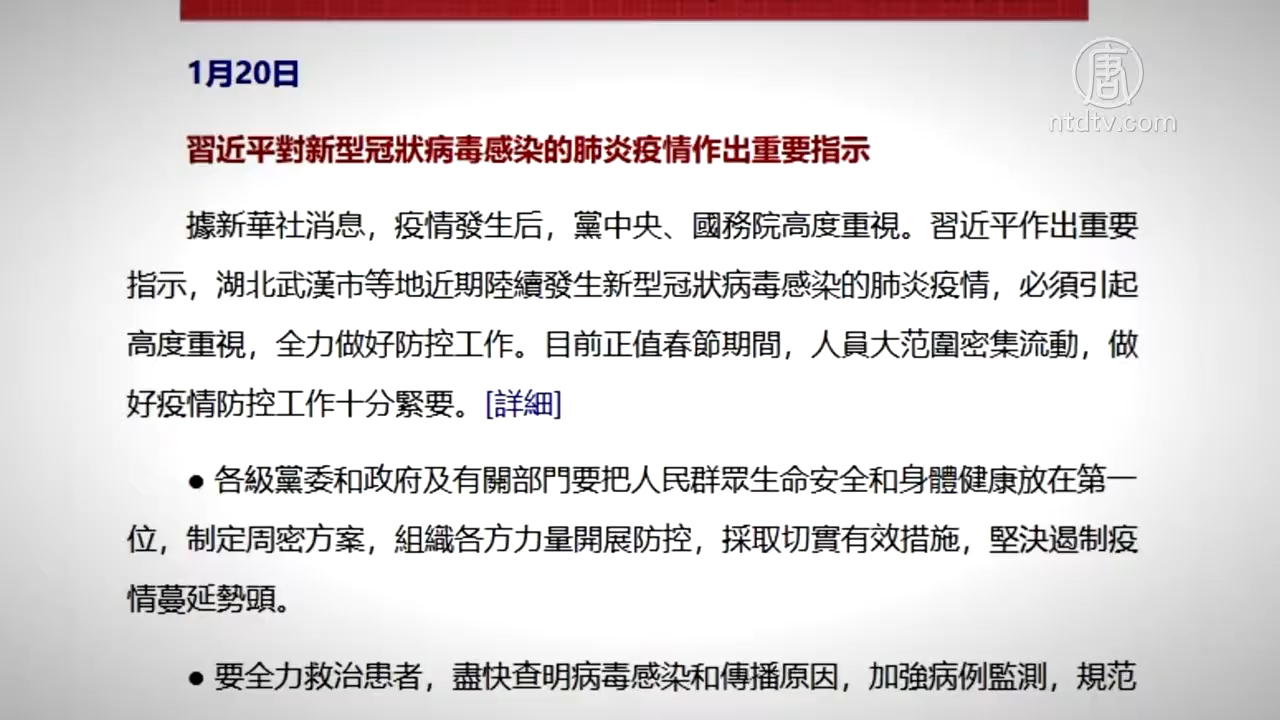 唐
ntdtv.com
1月20日
習近平對新型冠狀病毒感染的肺炎疫情作出重要指示
據新華社消息，疫情發生后，黨中央、國務院高度重視。習近平作出重要
指示，湖北武漢市等地近期陸續發生新型冠狀病毒感染的肺炎疫情，必須引起
高度重視，全力做好防控工作。目前正值春節期間，人員大范圍密集流動，做
好疫情防控工作十分緊要。[詳細]
● 各級黨委和政府及有關部門要把人民群眾生命安全和身體健康放在第一
位，制定周密方案，組織各方力量開展防控，採取切實有效措施，堅決遏制疫
情蔓延勢頭。
● 要全力救治患者，盡快查明病毒感染和傳播原因，加強病例監測，規范